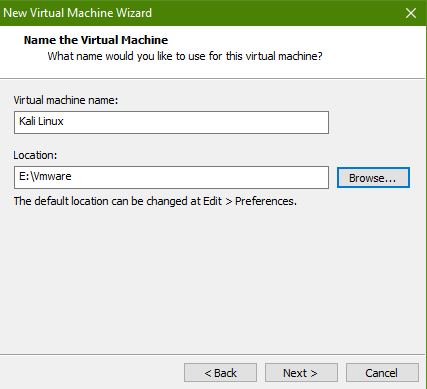 New Virtual Machine Wizard
Name the Virtual Machine
What name would you like to use for this virtual machine?
Virtual machine name:
Kali Linux
Location:
E:\Vmware
Browse...
The default location can be changed at Edit > Preferences.
< Back
Next >
Cancel